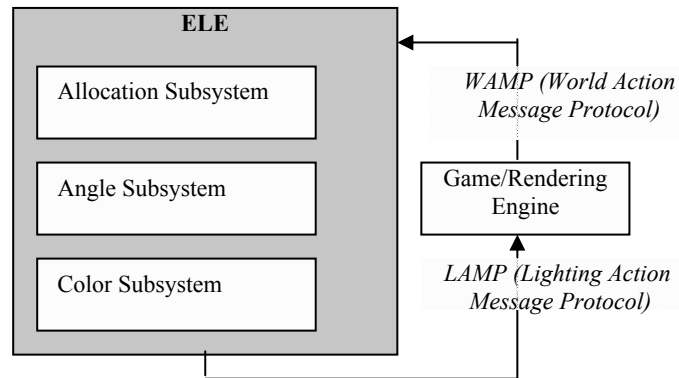 ELE
Allocation Subsystem
Angle Subsystem
Color Subsystem
WAMP (World Action
Message Protocol)
Game/Rendering
Engine
LAMP (Lighting Action
Message Protocol)